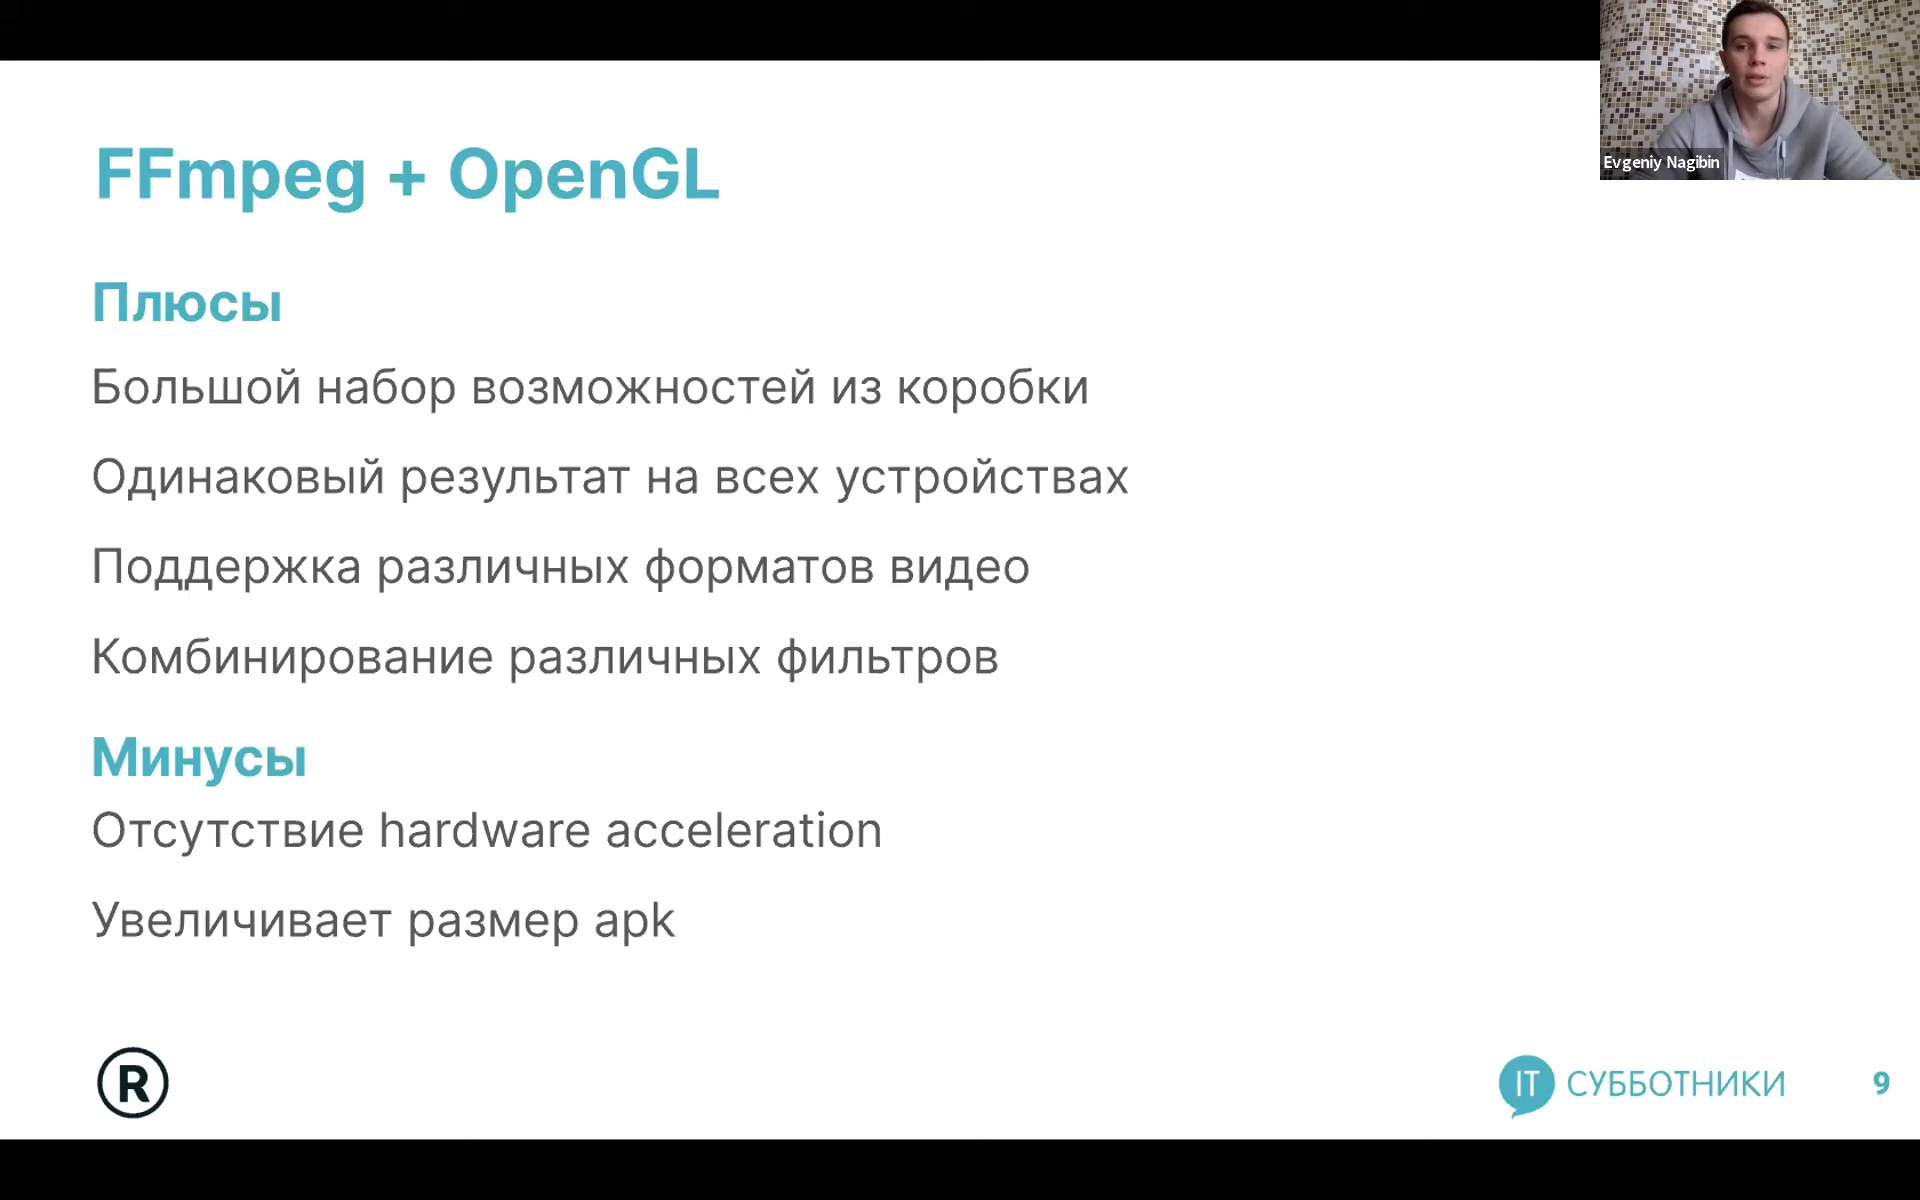 FFmpeg + OpenGL
Evgeniy Nagibin
Плюсы
Большой набор возможностей из коробки
Одинаковый результат на всех устройствах
Поддержка различных форматов видео
Комбинирование различных фильтров
Минусы
Отсутствие hardware acceleration
Увеличивает размер apk
R
IT СУББОТНИКИ
9